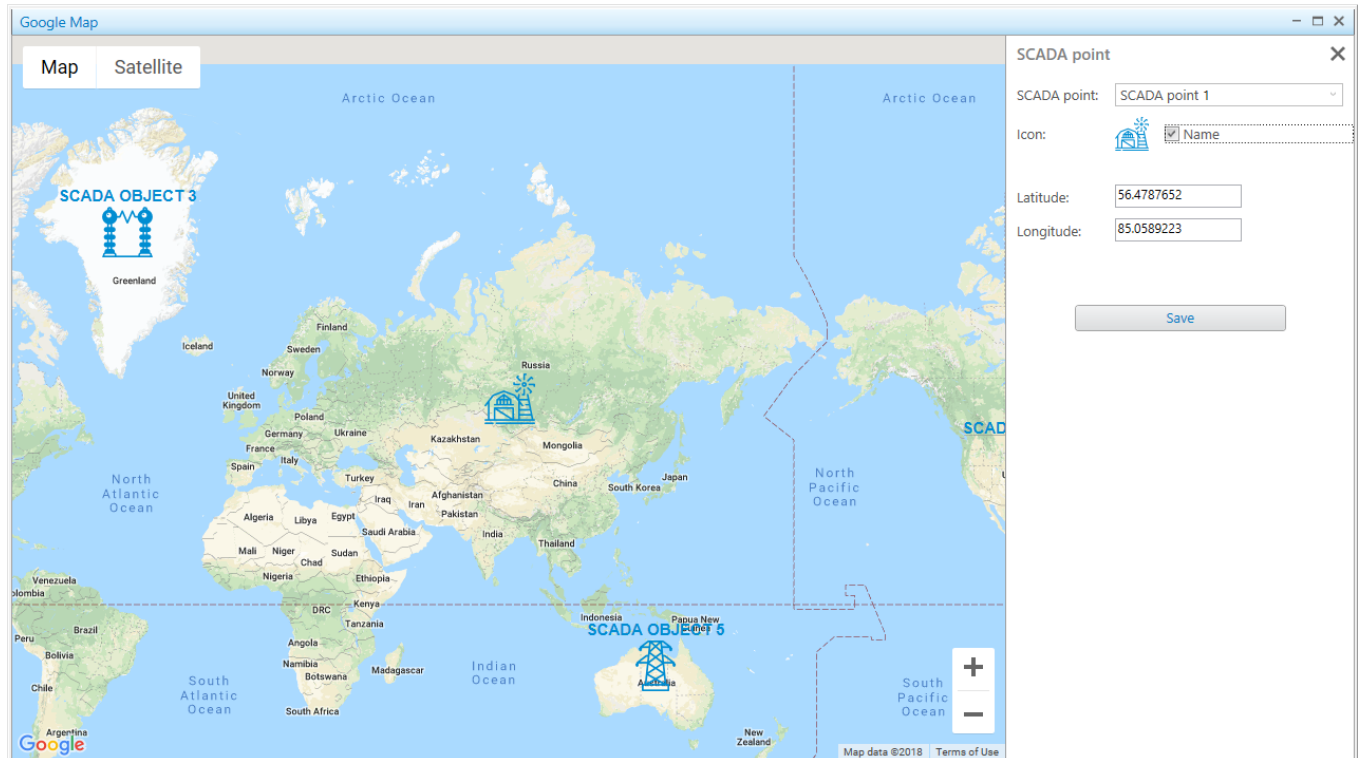 Google Map
Map Satellite
Arctic Ocean
Arctic Ocean
SCADA OBJECT 3
Greenland
Iceland
Finland
Sweden
Norway
Russia
United
Kingdom
Poland
Germany
Ukraine
France
Kazakhstan
Mongolia
Spain
Italy
SCAD
North
Atlantic
Ocean
Turkey
China
Japan
South Korea
North
Pacific
Ocean
Iraq
Iran
Afghanistan
Pakistan
Algeria
Libya
Egypt
Saudi Arabia
India
Thailand
Mali
Niger
Chad
Sudan
Nigeria
Ethiopia
Venezuela
olombia
DRC
Kenya
Tanzania
Indonesia
Papua New
Guinea
SCADA OBJECT 5
Brazil
Peru
Bolivia
Angola
Namibia
Botswana
Madagascar
Indian
Ocean
Australia
Chile
South
Atlantic
Ocean
South Africa
South
Pacific
Ocean
Argentina
New
Zealand
+
−
Google
Map data ©2018 Terms of Use
SCADA point
SCADA point: SCADA point 1
Icon: Name
Latitude: 56.4787652
Longitude: 85.0589223
Save